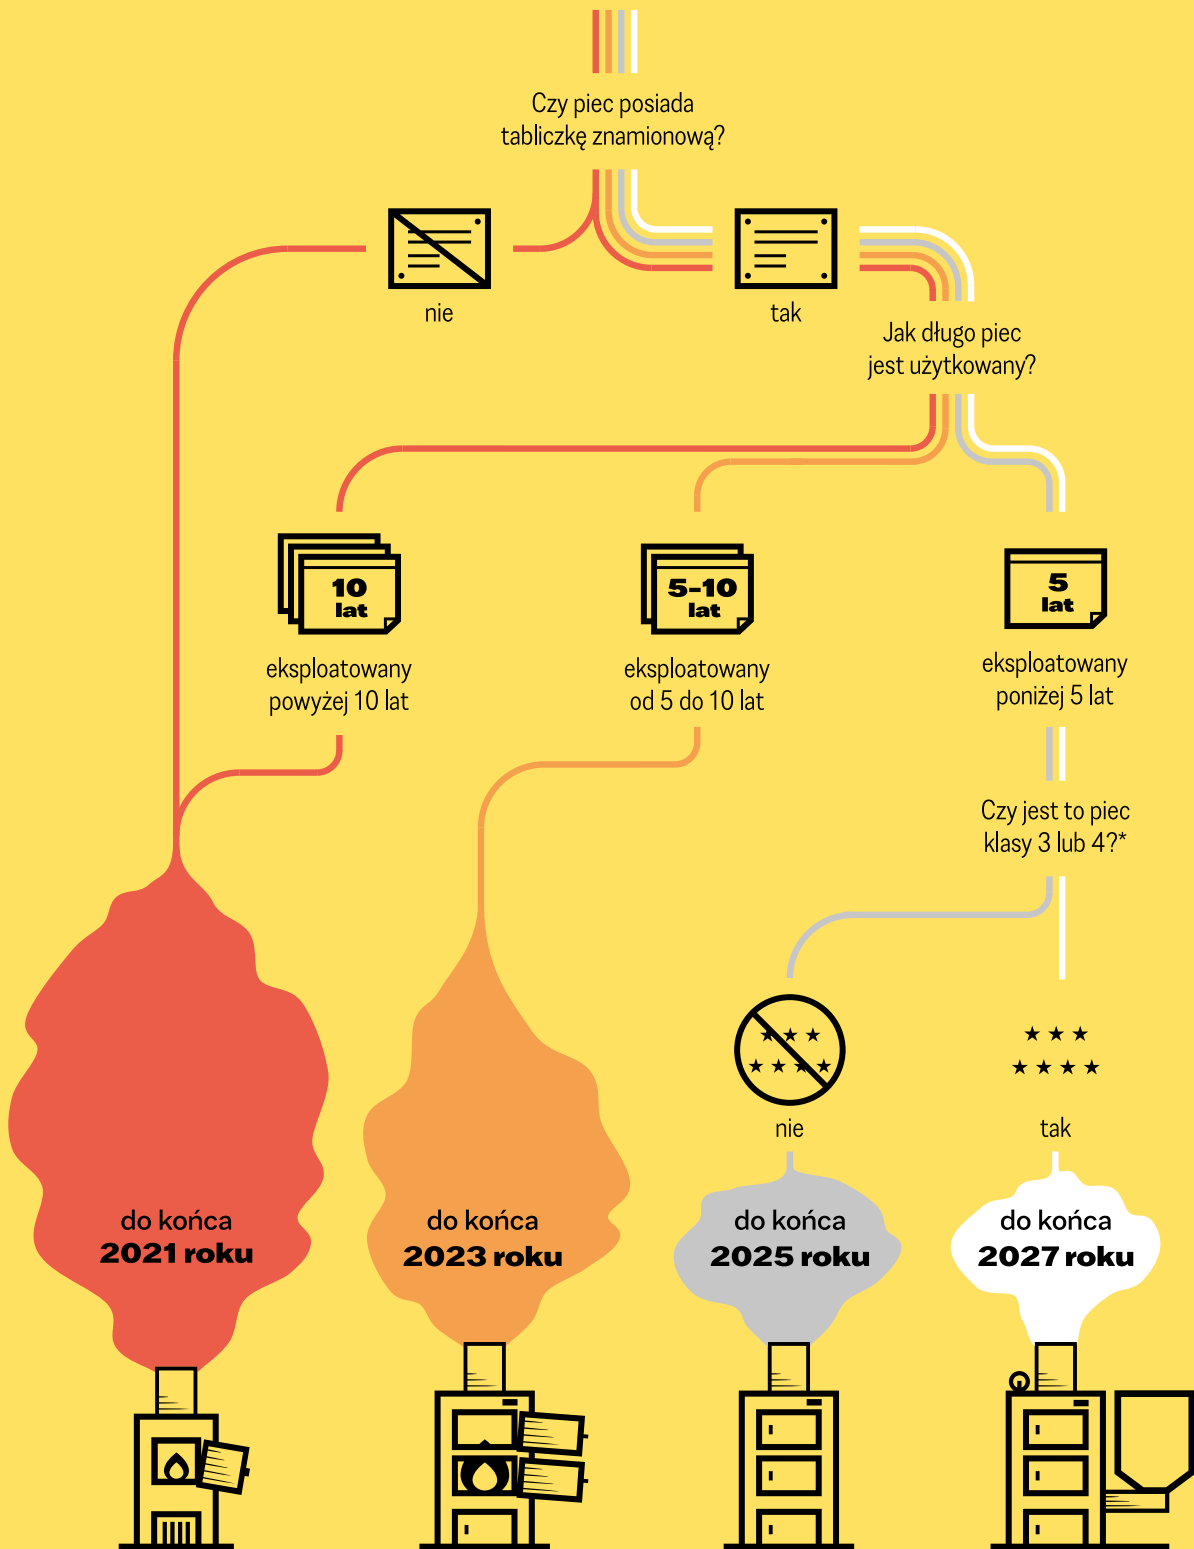 Czy piec posiada
tabliczkę znamionową?
nie
tak
Jak długo piec
jest użytkowany?
10
lat
5-10
lat
5
lat
eksploatowany
powyżej 10 lat
eksploatowany
od 5 do 10 lat
eksploatowany
poniżej 5 lat
Czy jest to piec
klasy 3 lub 4?*
nie
tak
do końca
2021 roku
do końca
2023 roku
do końca
2025 roku
do końca
2027 roku